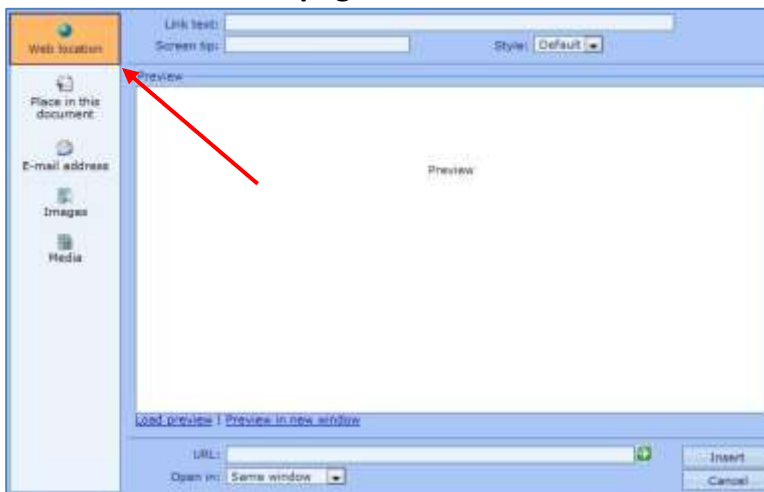 Link text:
Screen tip:
Style: Default
Web location
Place in this
document
E-mail address
Images
Media
Preview
Preview
Load preview | Preview in new window
URL:
Open in: Same window
Insert
Cancel